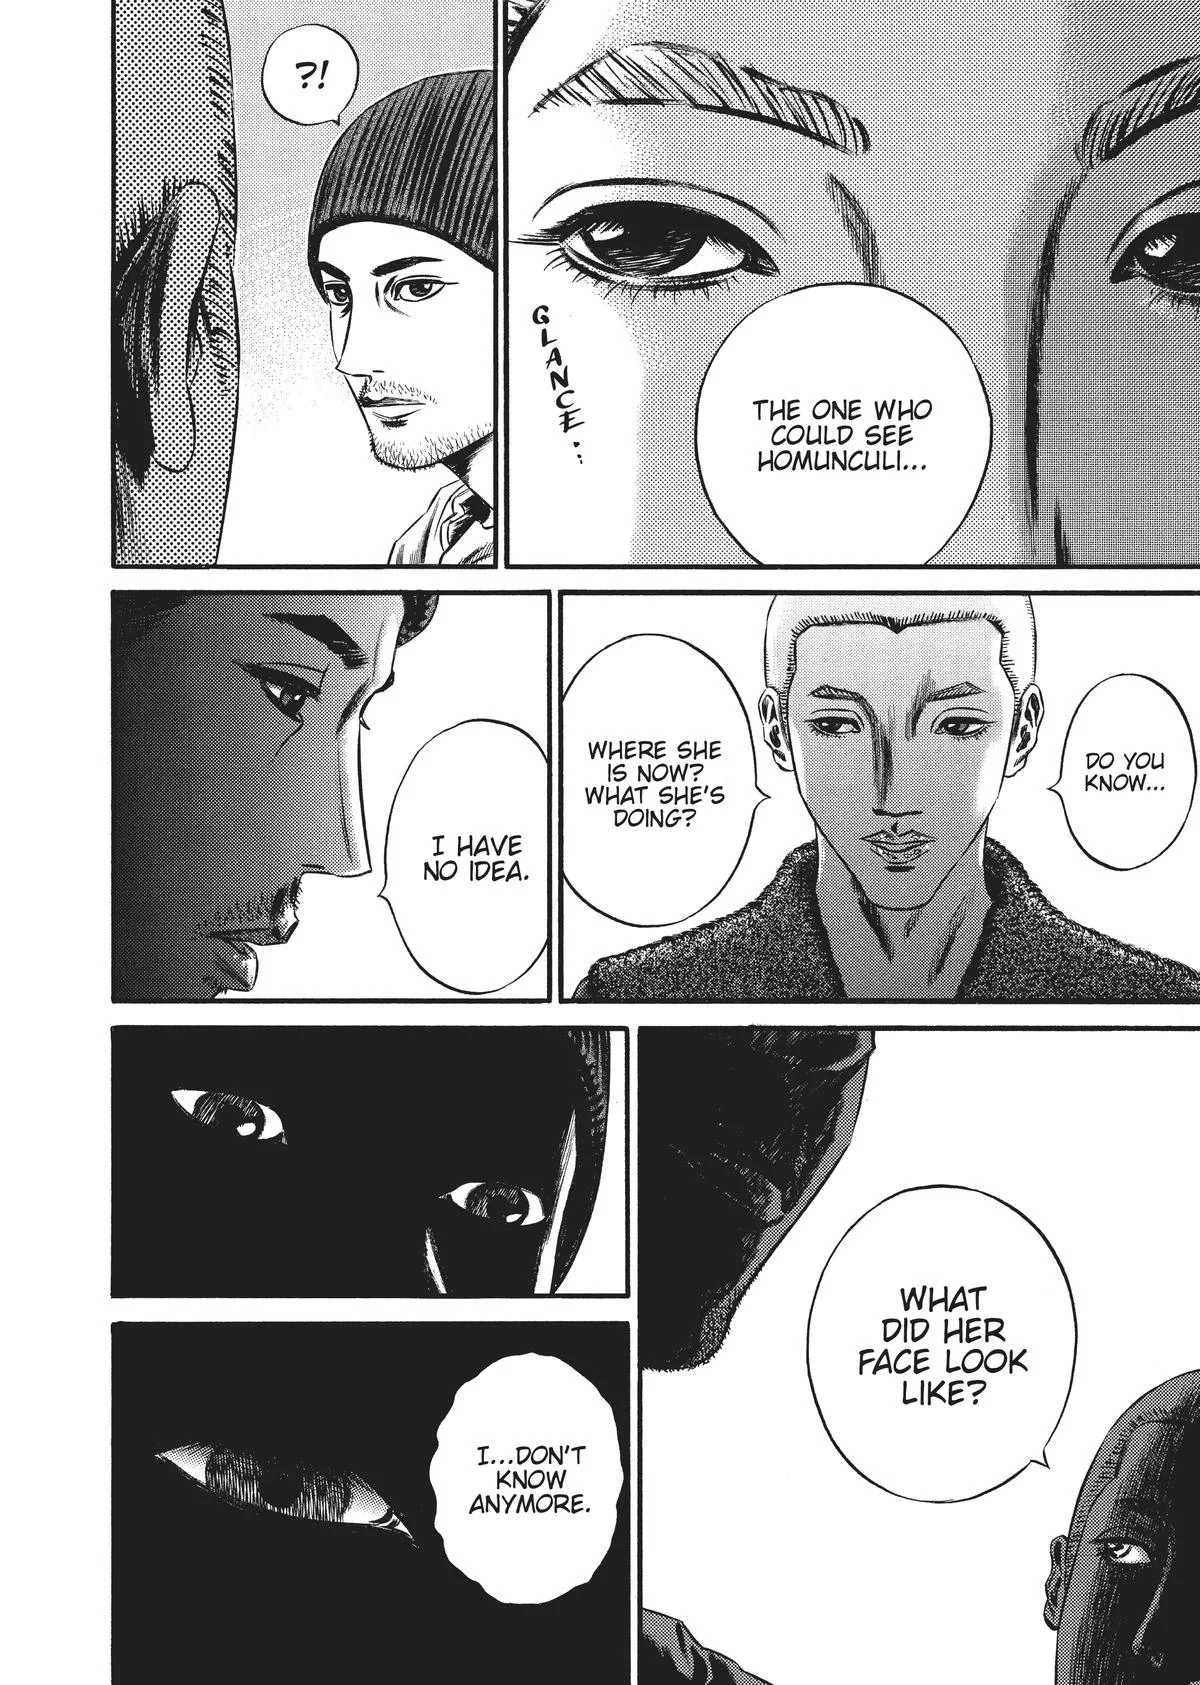 THE ONE WHO
COULD SEE
HOMUNCULI...
GLANCE...
?!
DO YOU
KNOW...
WHERE SHE
IS NOW?
WHAT SHE'S
DOING?
I HAVE
NO IDEA.
WHAT
DID HER
FACE LOOK
LIKE?
I...DON'T
KNOW
ANYMORE.